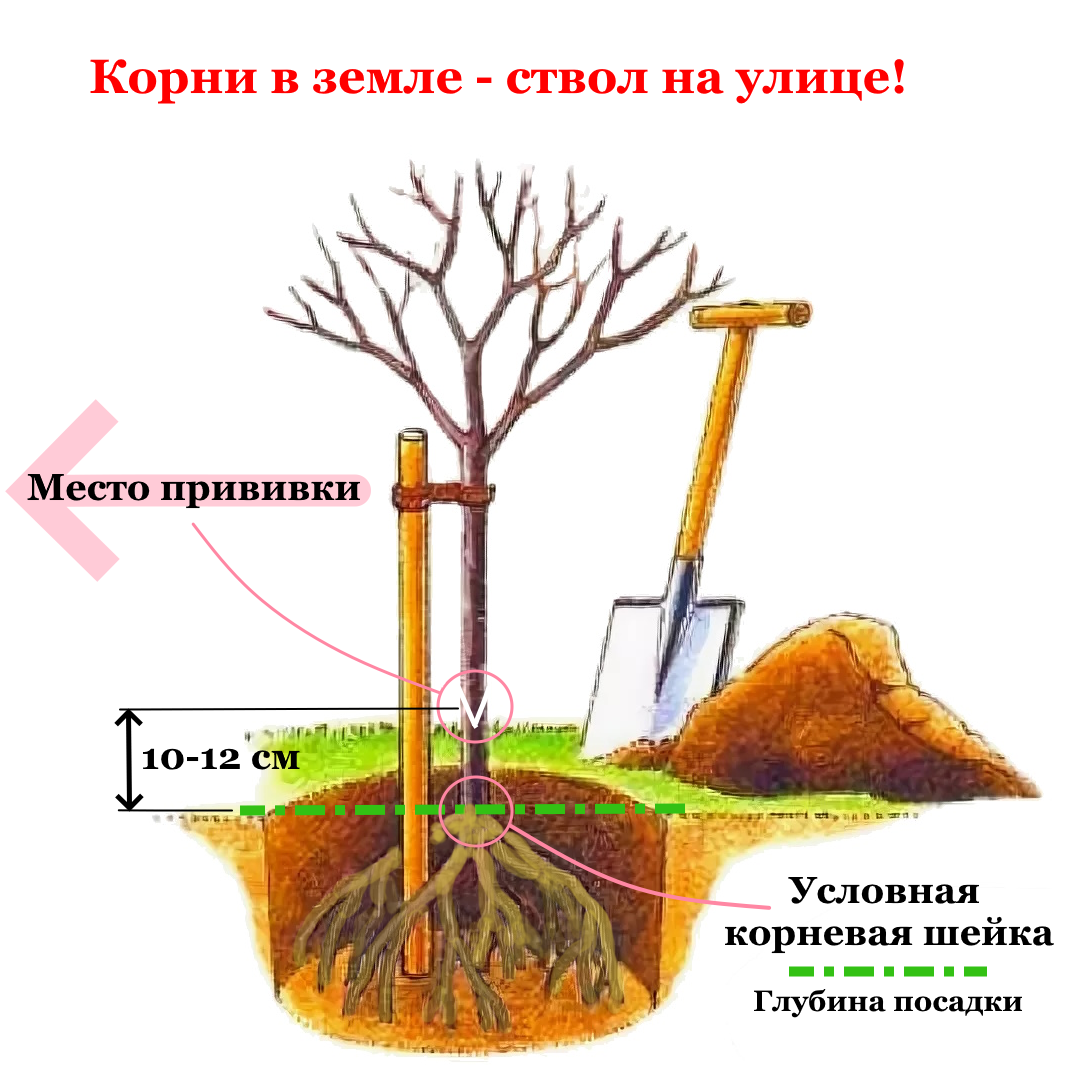 Корни в земле - ствол на улице!
Место прививки
10-12 см
Условная
корневая шейка
Глубина посадки